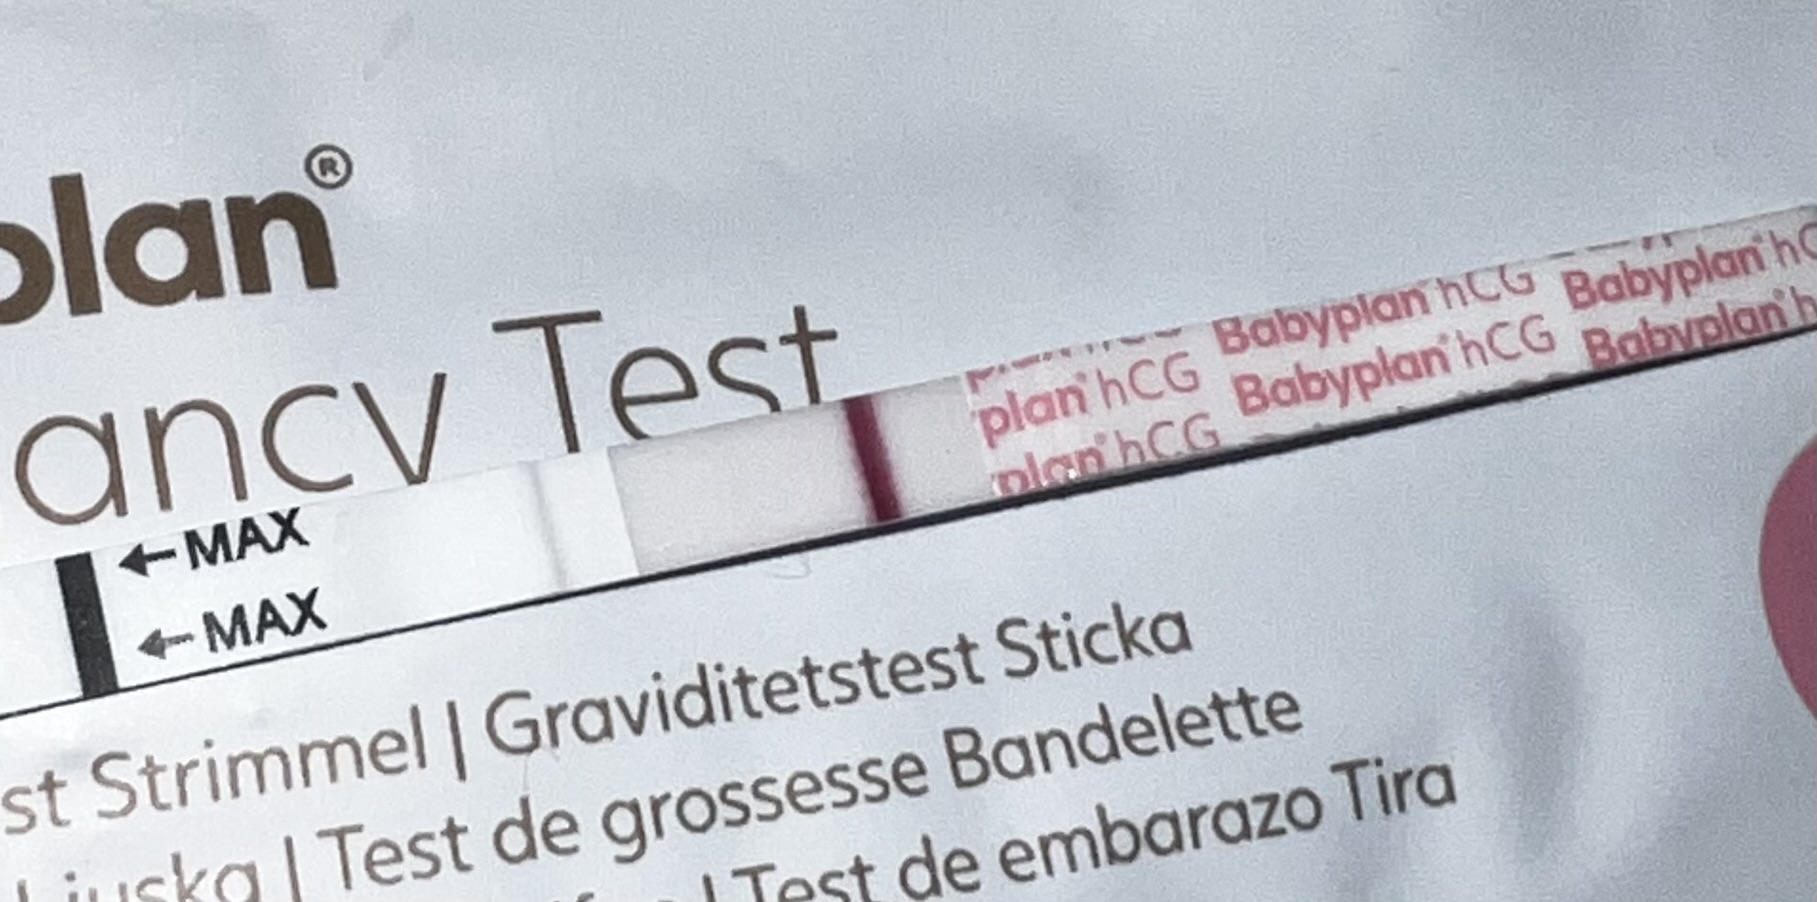 plan®
ancy Test
←MAX
←MAX
hCG Babyplan hCG Babyplan hC
plan hCG Babyplan hCG Babyplan h
plan hCG
st Strimmel | Graviditetstest Sticka
| Test de grossesse Bandelette
| Test de embarazo Tira